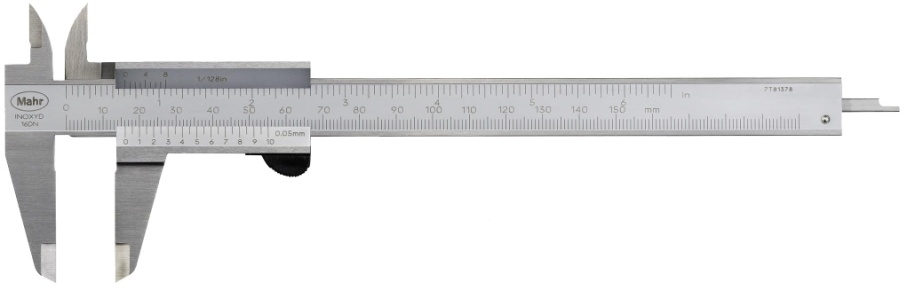 0 4 8 1/128in
0 1 2 3 4 5 6 in 7T81378
Mahr
INOXYD
16DN
10 20 30 40 50 60 70 80 90 100 110 120 130 140 150 mm
0 1 2 3 4 5 6 7 8 9 10 0.05mm